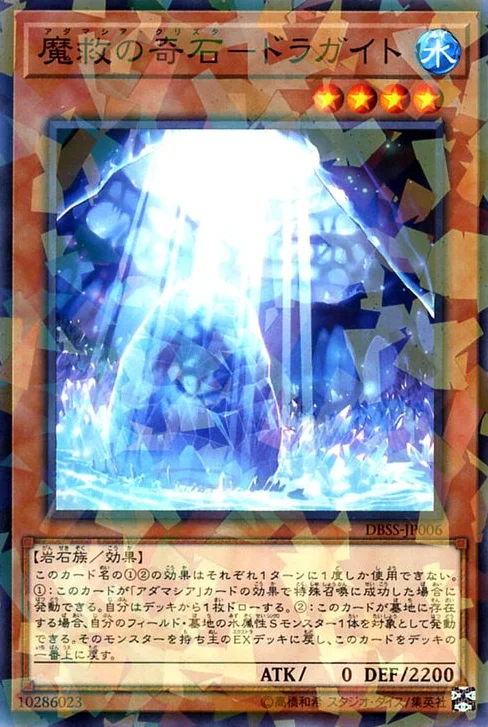 アダマシア クリスタ
魔救の奇石－ドラガイト
水
DBSS-JP006
【岩石族／効果】
このカード名の①②の効果はそれぞれ１ターンに１度しか使用できない。
①：このカードが「アダマシア」カードの効果で特殊召喚に成功した場合に
発動できる。自分はデッキから１枚ドローする。②：このカードが墓地に存在
する場合、自分のフィールド・墓地の水属性Ｓモンスター１体を対象として発動
できる。そのモンスターを持ち主のEXデッキに戻し、このカードをデッキの
一番上に戻す。
ATK/ 0 DEF/2200
10286023
©高橋和希 スタジオ・ダイス/集英社